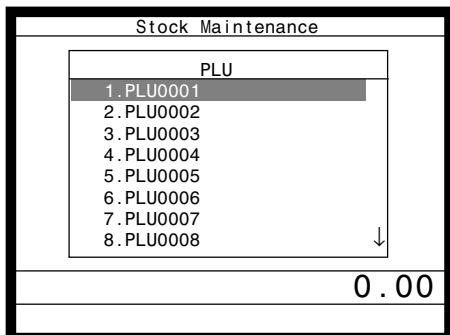 Stock Maintenance
PLU
1.PLU0001
2.PLU0002
3.PLU0003
4.PLU0004
5.PLU0005
6.PLU0006
7.PLU0007
8.PLU0008
↓
0.00